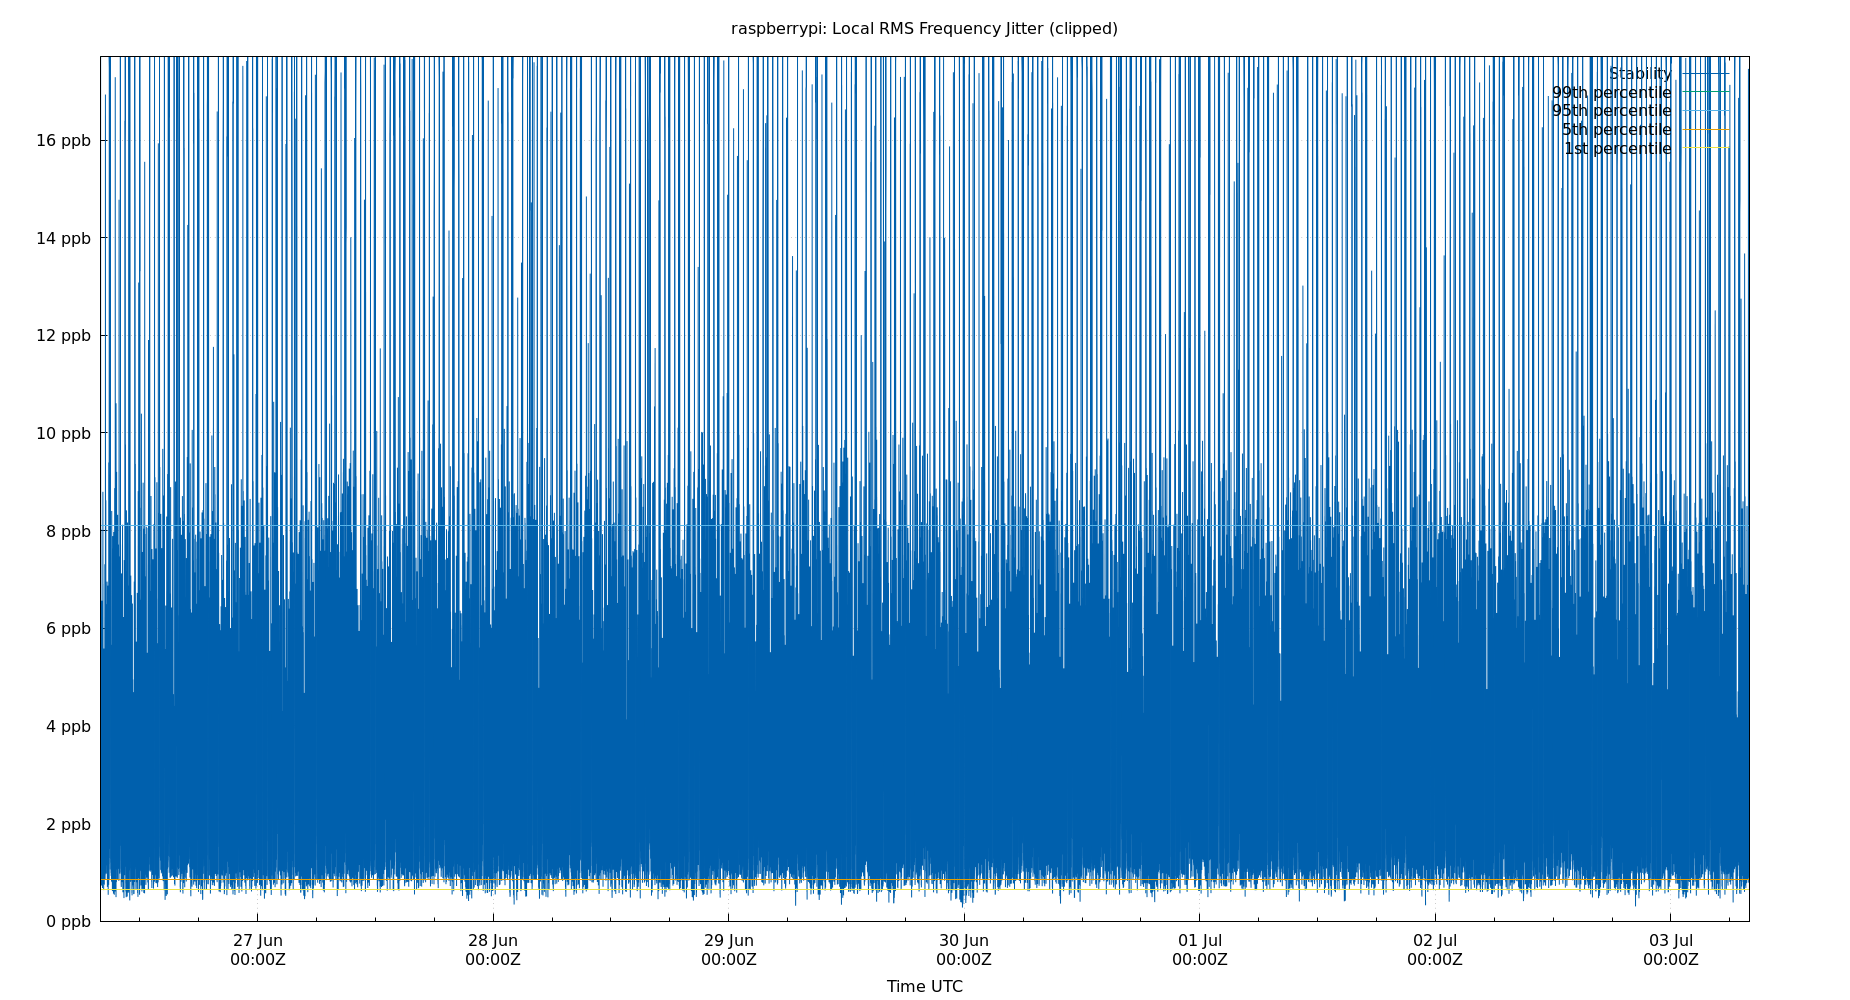 raspberrypi: Local RMS Frequency Jitter (clipped)
Stability
99th percentile
95th percentile
5th percentile
1st percentile
16 ppb
14 ppb
12 ppb
10 ppb
8 ppb
6 ppb
4 ppb
2 ppb
0 ppb
27 Jun 28 Jun 29 Jun 30 Jun 01 Jul 02 Jul 03 Jul
00:00Z 00:00Z 00:00Z 00:00Z 00:00Z 00:00Z 00:00Z
Time UTC